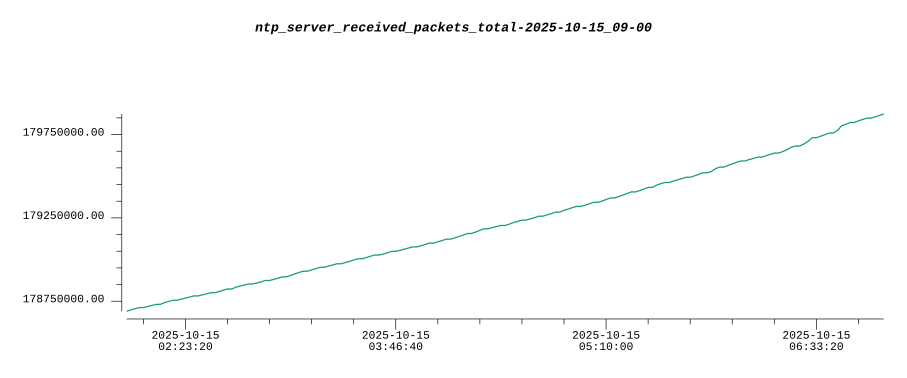 ntp_server_received_packets_total-2025-10-15_09-00
179750000.00
179250000.00
178750000.00
2025-10-15 2025-10-15 2025-10-15 2025-10-15
02:23:20 03:46:40 05:10:00 06:33:20